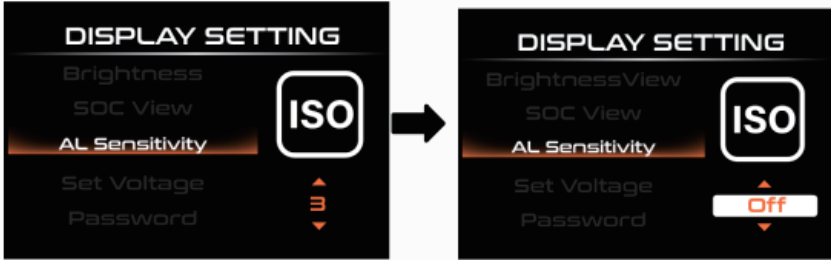 DISPLAY SETTING
Brightness
SOC View
AL Sensitivity
Set Voltage
Password
ISO
3
DISPLAY SETTING
BrightnessView
SOC View
AL Sensitivity
Set Voltage
Password
ISO
Off